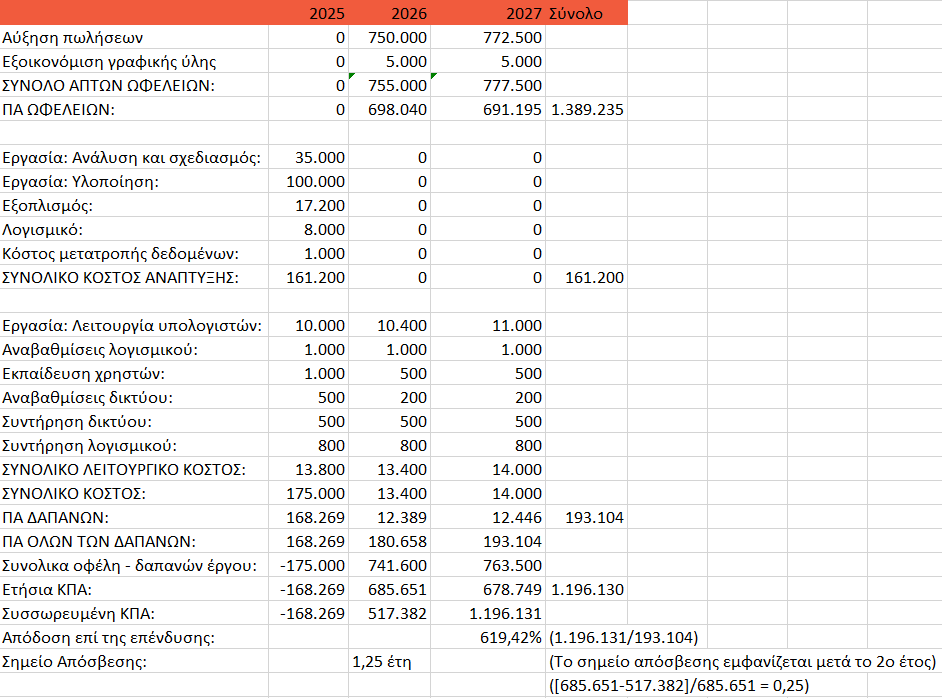 2025 2026 2027 Σύνολο
Αύξηση πωλήσεων 0 750.000 772.500
Εξοικονόμιση γραφικής ύλης 0 5.000 5.000
ΣΥΝΟΛΟ ΑΠΤΩΝ ΩΦΕΛΕΙΩΝ: 0 755.000 777.500
ΠΑ ΩΦΕΛΕΙΩΝ: 0 698.040 691.195 1.389.235
Εργασία: Ανάλυση και σχεδιασμός: 35.000 0 0
Εργασία: Υλοποίηση: 100.000 0 0
Εξοπλισμός: 17.200 0 0
Λογισμικό: 8.000 0 0
Κόστος μετατροπής δεδομένων: 1.000 0 0
ΣΥΝΟΛΙΚΟ ΚΟΣΤΟΣ ΑΝΑΠΤΥΞΗΣ: 161.200 0 0 161.200
Εργασία: Λειτουργία υπολογιστών: 10.000 10.400 11.000
Αναβαθμίσεις λογισμικού: 1.000 1.000 1.000
Εκπαίδευση χρηστών: 1.000 500 500
Αναβαθμίσεις δικτύου: 500 200 200
Συντήρηση δικτύου: 500 500 500
Συντήρηση λογισμικού: 800 800 800
ΣΥΝΟΛΙΚΟ ΛΕΙΤΟΥΡΓΙΚΟ ΚΟΣΤΟΣ: 13.800 13.400 14.000
ΣΥΝΟΛΙΚΟ ΚΟΣΤΟΣ: 175.000 13.400 14.000
ΠΑ ΔΑΠΑΝΩΝ: 168.269 12.389 12.446 193.104
ΠΑ ΟΛΩΝ ΤΩΝ ΔΑΠΑΝΩΝ: 168.269 180.658 193.104
Συνολικα οφέλη - δαπανών έργου: -175.000 741.600 763.500
Ετήσια ΚΠΑ: -168.269 685.651 678.749 1.196.130
Συσσωρευμένη ΚΠΑ: -168.269 517.382 1.196.131
Απόδοση επί της επένδυσης: 619,42% (1.196.131/193.104)
Σημείο Απόσβεσης: 1,25 έτη (Το σημείο απόσβεσης εμφανίζεται μετά το 2ο έτος)
([685.651-517.382]/685.651 = 0,25)